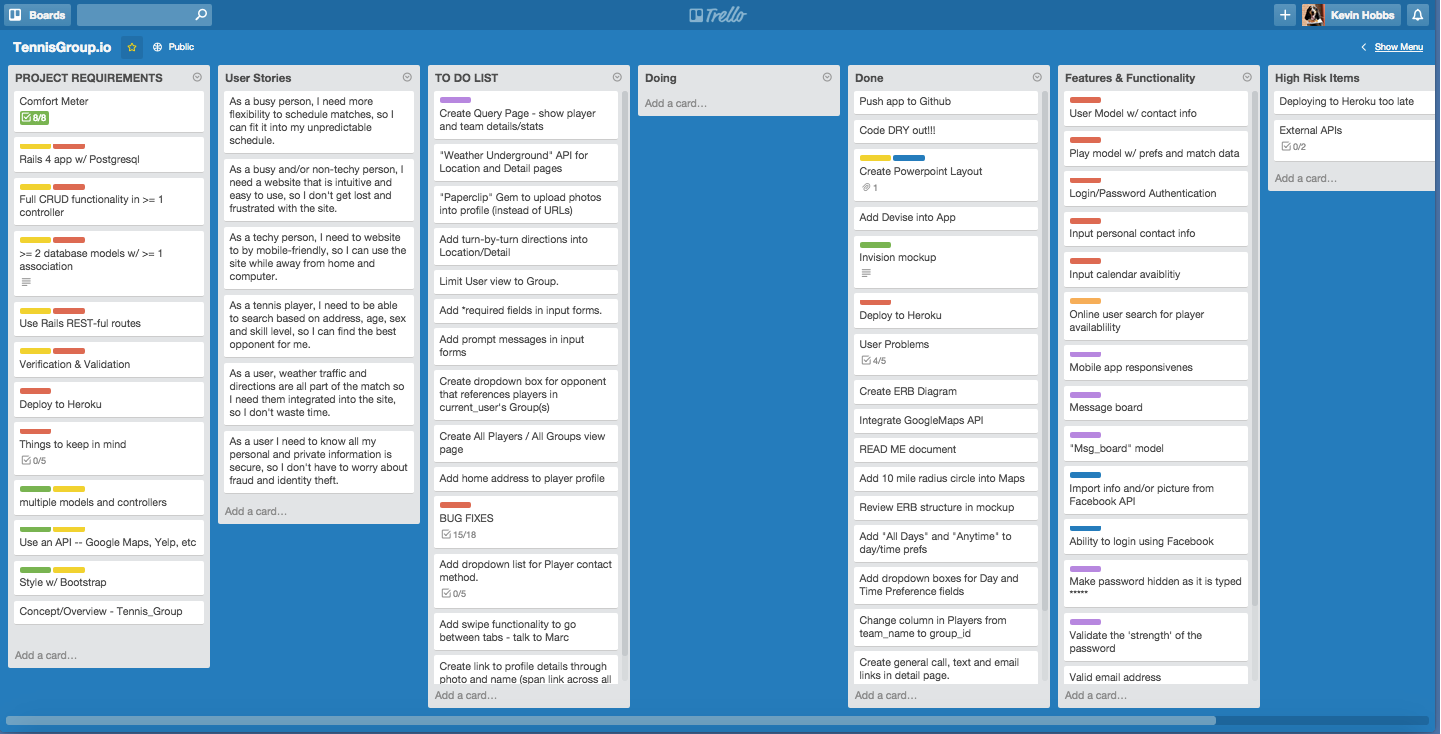 Boards
Trello
Kevin Hobbs
TennisGroup.io
Public
Show Menu
PROJECT REQUIREMENTS
Comfort Meter
8/8
Rails 4 app w/ Postgresql
Full CRUD functionality in >= 1
controller
>= 2 database models w/ >= 1
association
Use Rails REST-ful routes
Verification & Validation
Deploy to Heroku
Things to keep in mind
0/5
multiple models and controllers
Use an API -- Google Maps, Yelp, etc
Style w/ Bootstrap
Concept/Overview - Tennis_Group
Add a card...
User Stories
As a busy person, I need more
flexibility to schedule matches, so I
can fit it into my unpredictable
schedule.
As a busy and/or non-techy person, I
need a website that is intuitive and
easy to use, so I don't get lost and
frustrated with the site.
As a techy person, I need to website
to by mobile-friendly, so I can use the
site while away from home and
computer.
As a tennis player, I need to be able
to search based on address, age, sex
and skill level, so I can find the best
opponent for me.
As a user, weather traffic and
directions are all part of the match so
I need them integrated into the site,
so I don't waste time.
As a user I need to know all my
personal and private information is
secure, so I don't have to worry about
fraud and identity theft.
Add a card...
TO DO LIST
Create Query Page - show player
and team details/stats
"Weather Underground" API for
Location and Detail pages
"Paperclip" Gem to upload photos
into profile (instead of URLs)
Add turn-by-turn directions into
Location/Detail
Limit User view to Group.
Add *required fields in input forms.
Add prompt messages in input
forms
Create dropdown box for opponent
that references players in
current_user's Group(s)
Create All Players / All Groups view
page
Add home address to player profile
BUG FIXES
15/18
Add dropdown list for Player contact
method.
0/5
Add swipe functionality to go
between tabs - talk to Marc
Create link to profile details through
photo and name (span link across all
Add a card...
Doing
Add a card...
Done
Push app to Github
Code DRY out!!!
Create Powerpoint Layout
1
Add Devise into App
Invision mockup
Deploy to Heroku
User Problems
4/5
Create ERB Diagram
Integrate GoogleMaps API
READ ME document
Add 10 mile radius circle into Maps
Review ERB structure in mockup
Add "All Days" and "Anytime" to
day/time prefs
Add dropdown boxes for Day and
Time Preference fields
Change column in Players from
team_name to group_id
Create general call, text and email
links in detail page.
Add a card...
Features & Functionality
User Model w/ contact info
Play model w/ prefs and match data
Login/Password Authentication
Input personal contact info
Input calendar avaiblitiy
Online user search for player
availablility
Mobile app responsivenes
Message board
"Msg_board" model
Import info and/or picture from
Facebook API
Ability to login using Facebook
Make password hidden as it is typed
*****
Validate the 'strength' of the
password
Valid email address
Add a card...
High Risk Items
Deploying to Heroku too late
External APIs
0/2
Add a card...